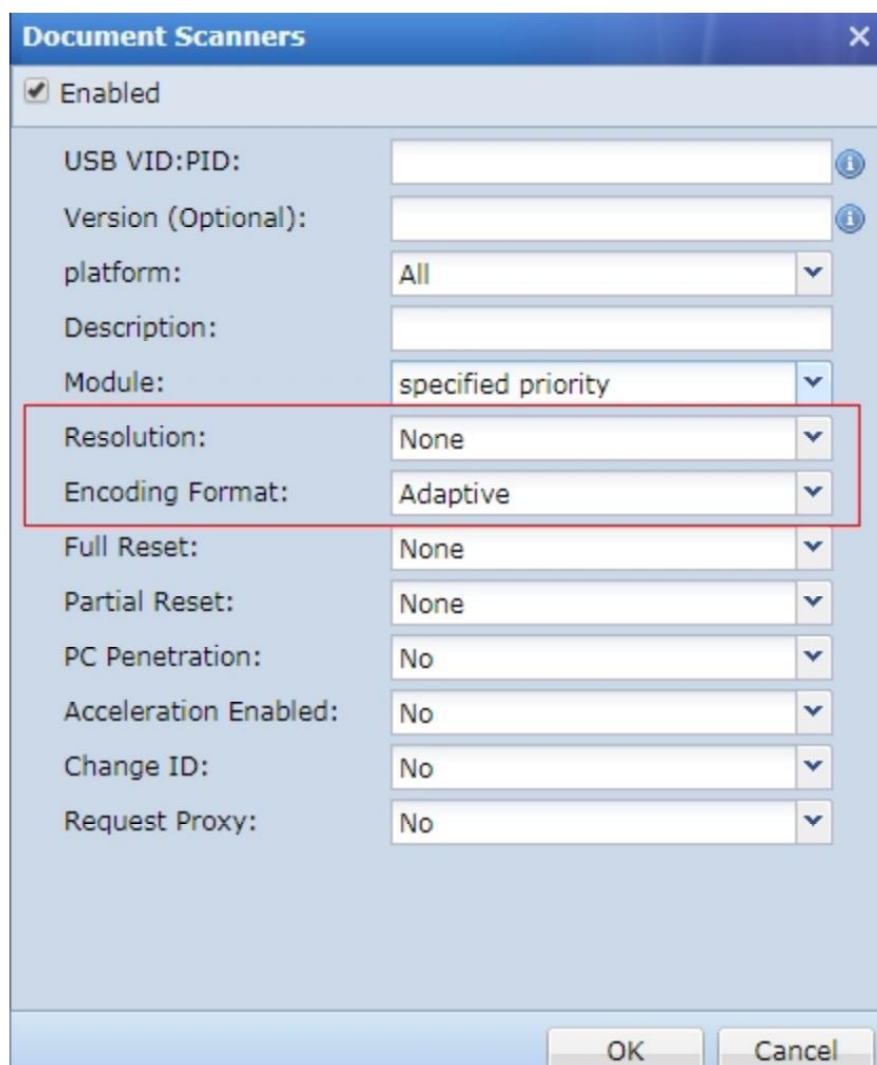 Document Scanners
Enabled
USB VID:PID:
Version (Optional):
platform: All
Description:
Module: specified priority
Resolution: None
Encoding Format: Adaptive
Full Reset: None
Partial Reset: None
PC Penetration: No
Acceleration Enabled: No
Change ID: No
Request Proxy: No
OK Cancel